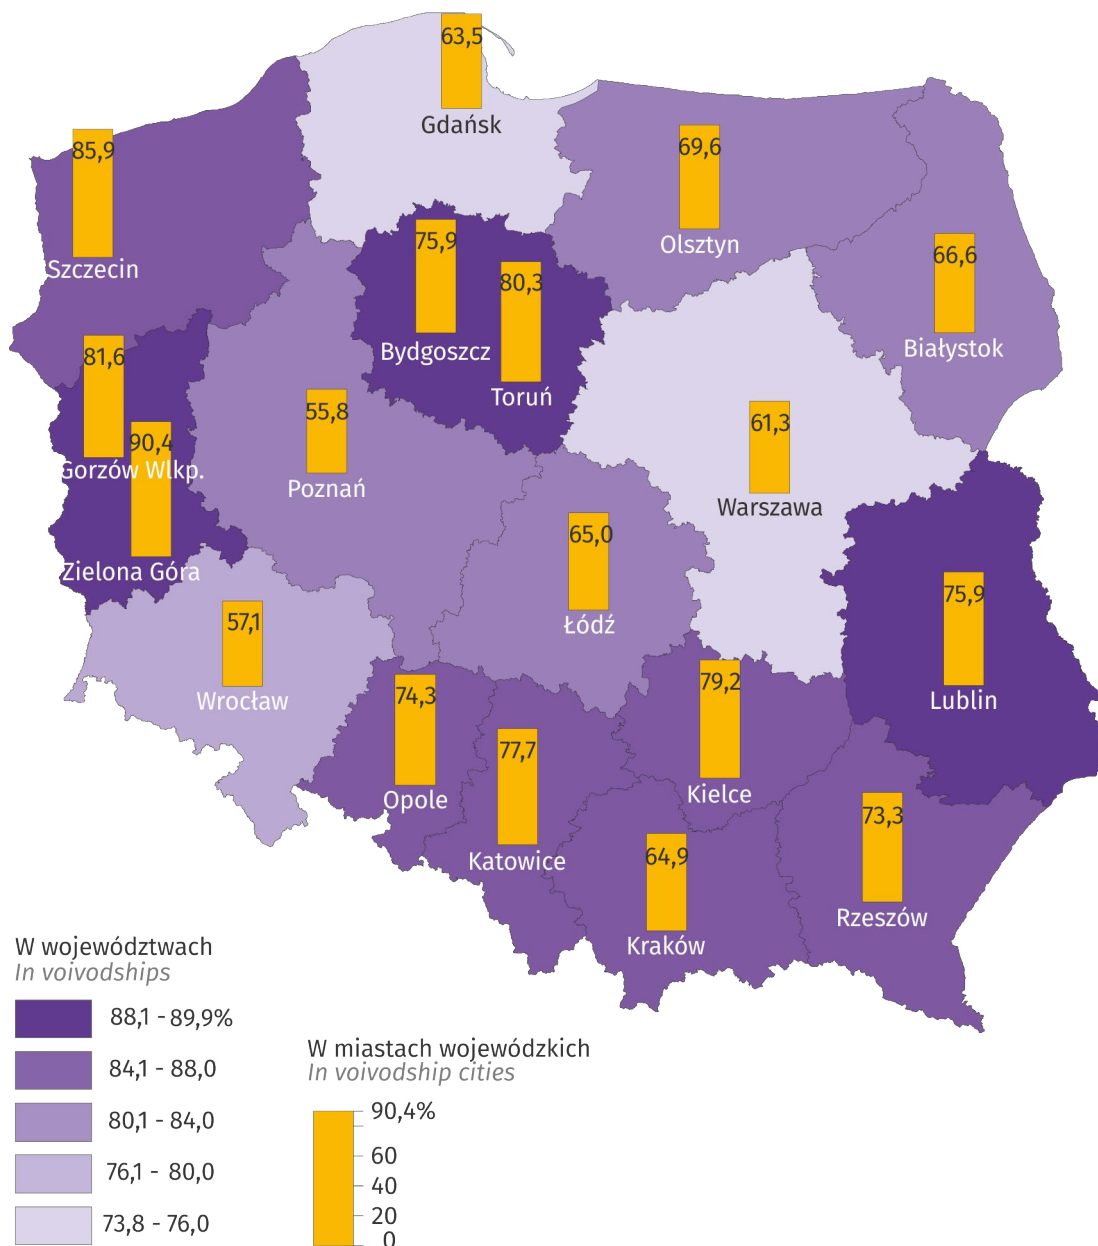 63,5
Gdańsk
85,9
Szczecin
69,6
Olsztyn
75,9
Bydgoszcz
80,3
Toruń
66,6
Białystok
81,6
Gorzów Wlkp.
90,4
Zielona Góra
55,8
Poznań
61,3
Warszawa
65,0
Łódź
57,1
Wrocław
75,9
Lublin
74,3
Opole
77,7
Katowice
79,2
Kielce
73,3
Rzeszów
64,9
Kraków
W województwach
In voivodships
88,1 - 89,9%
84,1 - 88,0
80,1 - 84,0
76,1 - 80,0
73,8 - 76,0
W miastach wojewódzkich
In voivodship cities
90,4%
60
40
20
0